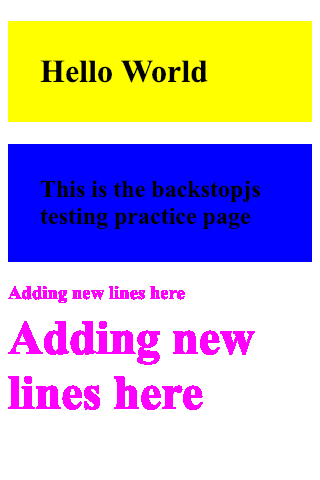 Hello World
This is the backstopjs
testing practice page
Adding new lines here
Adding new
lines here